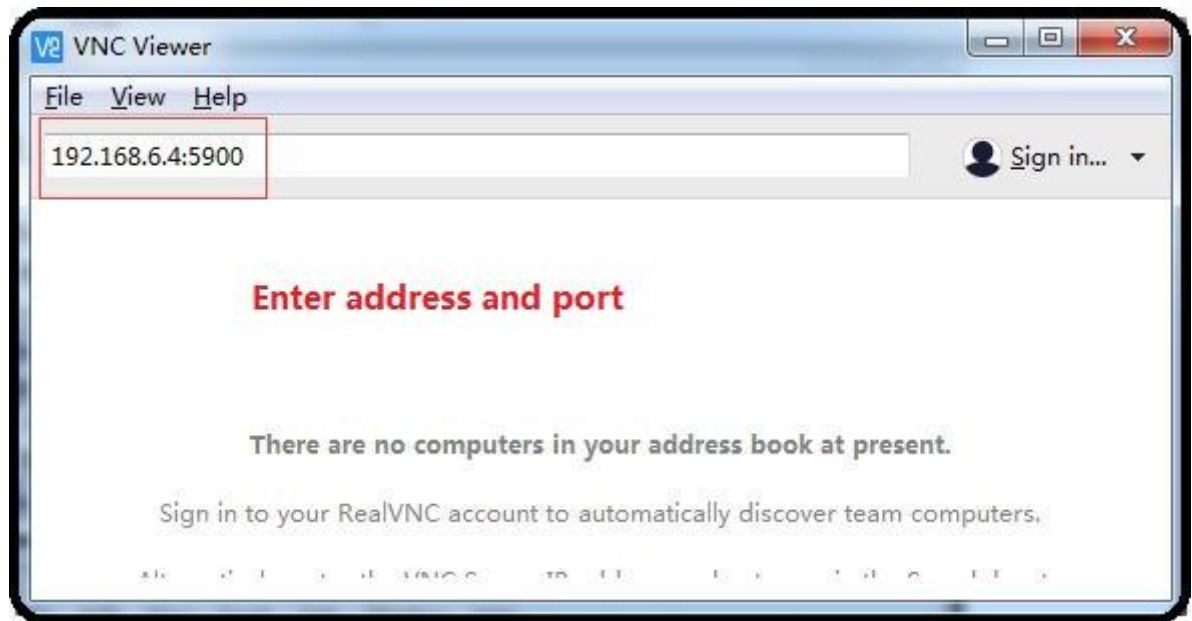 VNC Viewer
File View Help
192.168.6.4:5900
Sign in...
Enter address and port
There are no computers in your address book at present.
Sign in to your RealVNC account to automatically discover team computers.